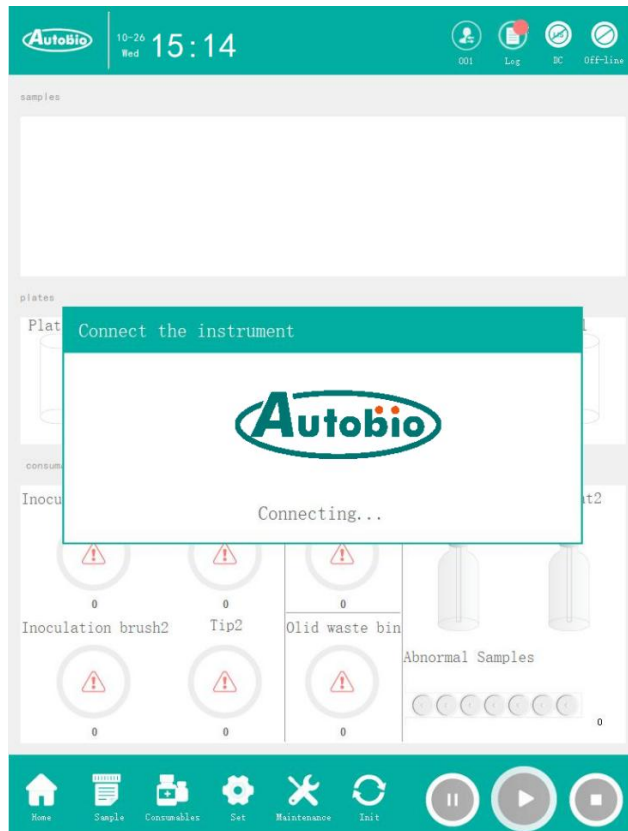 Autobio
10-26
Wed
15:14
001
Log
DC
Off-line
samples
plates
Plat
Connect the instrument
Autobio
Connecting...
consum
Inocu
at2
0
0
0
Inoculation brush2
Tip2
Olid waste bin
Abnormal Samples
0
0
0
0
Home
Sample
Consumables
Set
Maintenance
Init